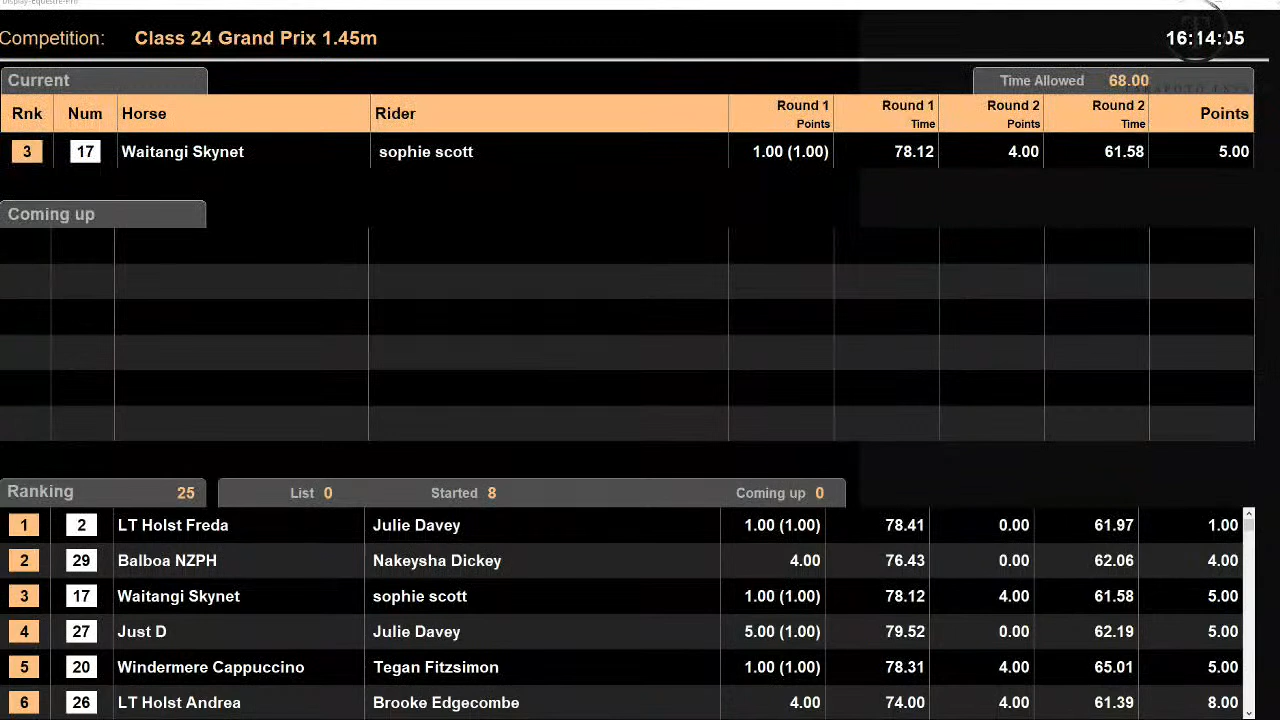 Display-Equestre-Pro
Competition: Class 24 Grand Prix 1.45m 16:14:05
Current Time Allowed 68.00
Rnk Num Horse Rider Round 1 Points Round 1 Time Round 2 Points Round 2 Time Points
3 17 Waitangi Skynet sophie scott 1.00 (1.00) 78.12 4.00 61.58 5.00
Coming up
Ranking 25 List 0 Started 8 Coming up 0
1 2 LT Holst Freda Julie Davey 1.00 (1.00) 78.41 0.00 61.97 1.00
2 29 Balboa NZPH Nakeysha Dickey 4.00 76.43 0.00 62.06 4.00
3 17 Waitangi Skynet sophie scott 1.00 (1.00) 78.12 4.00 61.58 5.00
4 27 Just D Julie Davey 5.00 (1.00) 79.52 0.00 62.19 5.00
5 20 Windermere Cappuccino Tegan Fitzsimon 1.00 (1.00) 78.31 4.00 65.01 5.00
6 26 LT Holst Andrea Brooke Edgecombe 4.00 74.00 4.00 61.39 8.00